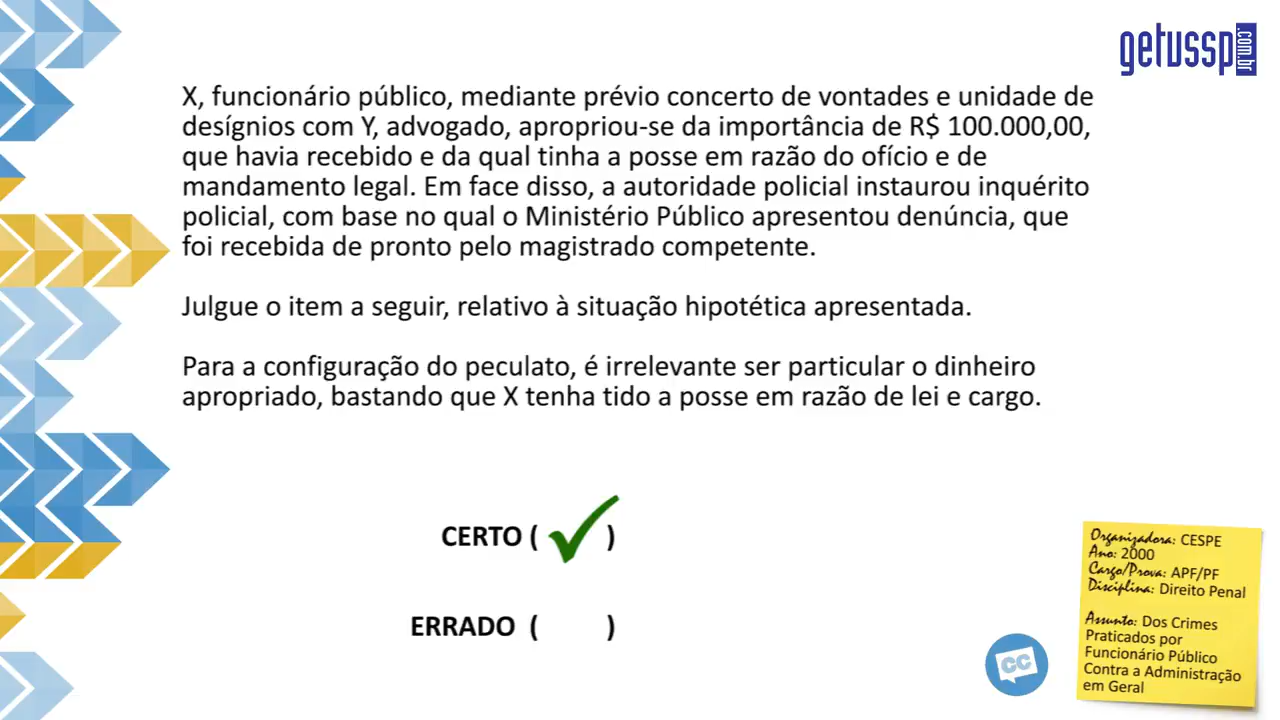 getussp
.com.br
X, funcionário público, mediante prévio concerto de vontades e unidade de
desígnios com Y, advogado, apropriou-se da importância de R$ 100.000,00,
que havia recebido e da qual tinha a posse em razão do ofício e de
mandamento legal. Em face disso, a autoridade policial instaurou inquérito
policial, com base no qual o Ministério Público apresentou denúncia, que
foi recebida de pronto pelo magistrado competente.
Julgue o item a seguir, relativo à situação hipotética apresentada.
Para a configuração do peculato, é irrelevante ser particular o dinheiro
apropriado, bastando que X tenha tido a posse em razão de lei e cargo.
CERTO ( )
ERRADO ( )
CC
Organizadora: CESPE
Ano: 2000
Cargo/Prova: APF/PF
Disciplina: Direito Penal
Assunto: Dos Crimes
Praticados por
Funcionário Público
Contra a Administração
em Geral